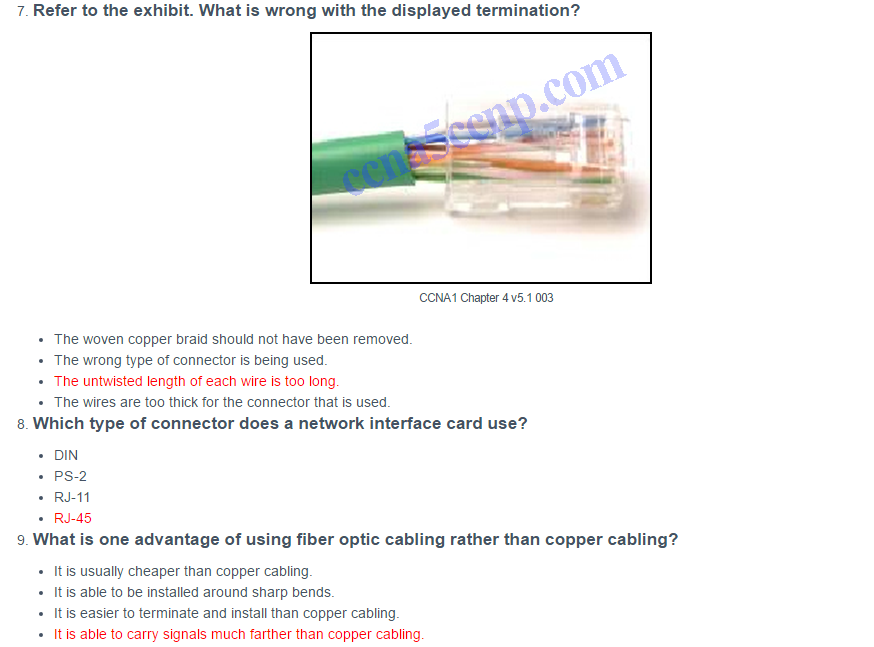 7. Refer to the exhibit. What is wrong with the displayed termination?
ccna5ccnp.com
CCNA1 Chapter 4 v5.1 003
• The woven copper braid should not have been removed.
• The wrong type of connector is being used.
• The untwisted length of each wire is too long.
• The wires are too thick for the connector that is used.
8. Which type of connector does a network interface card use?
• DIN
• PS-2
• RJ-11
• RJ-45
9. What is one advantage of using fiber optic cabling rather than copper cabling?
• It is usually cheaper than copper cabling.
• It is able to be installed around sharp bends.
• It is easier to terminate and install than copper cabling.
• It is able to carry signals much farther than copper cabling.